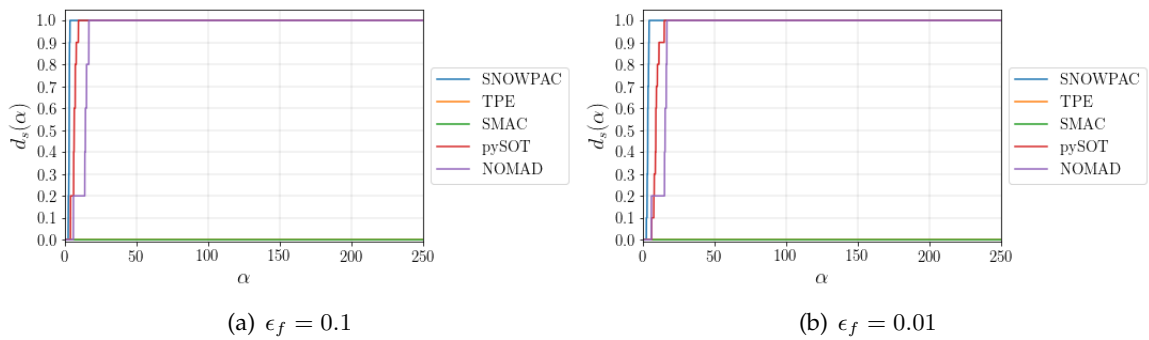 1.0
0.9
0.8
0.7
0.6
0.5
0.4
0.3
0.2
0.1
0.0
d_s(α)
0 50 100 150 200 250
α
SNOWPAC
TPE
SMAC
pySOT
NOMAD
(a) ϵ_f = 0.1
1.0
0.9
0.8
0.7
0.6
0.5
0.4
0.3
0.2
0.1
0.0
d_s(α)
0 50 100 150 200 250
α
SNOWPAC
TPE
SMAC
pySOT
NOMAD
(b) ϵ_f = 0.01